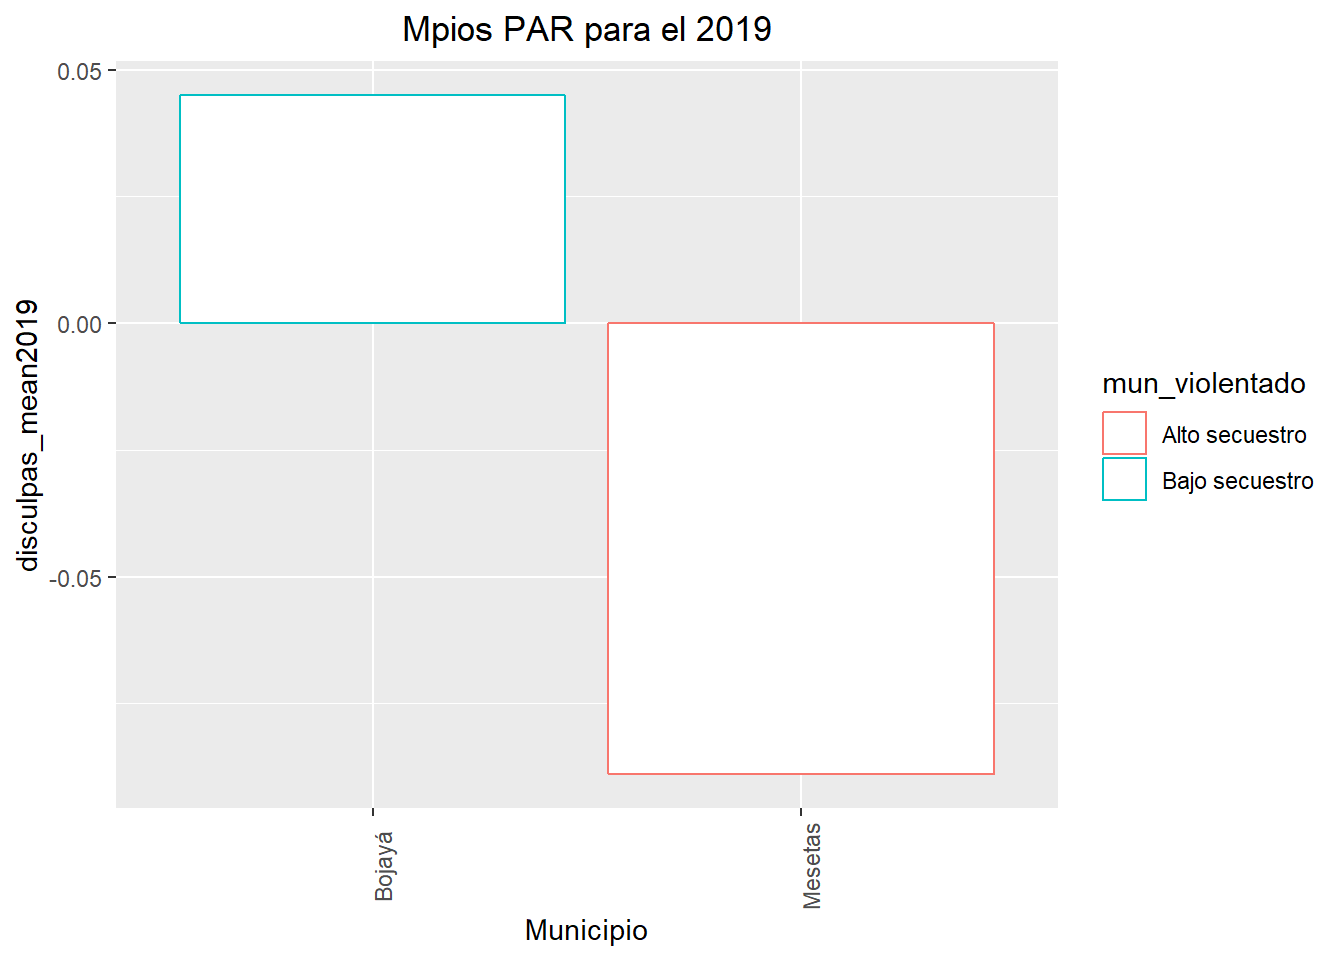 Mpios PAR para el 2019
disculpas_mean2019
0.05
0.00
-0.05
Bojayá
Mesetas
Municipio
mun_violentado
Alto secuestro
Bajo secuestro